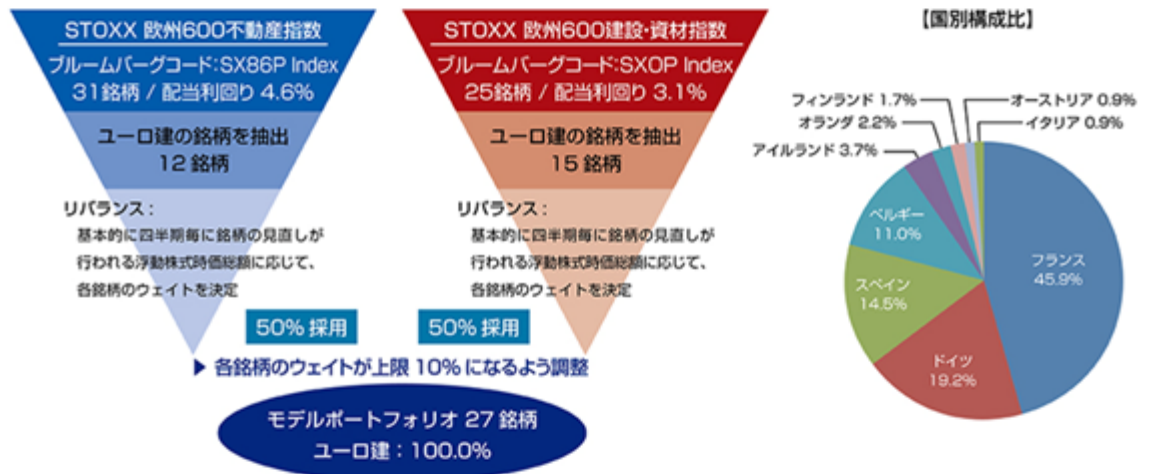 STOXX 欧州600不動産指数
ブルームバーグコード:SX86P Index
31銘柄 / 配当利回り 4.6%
ユーロ建の銘柄を抽出
12 銘柄
リバランス :
基本的に四半期毎に銘柄の見直しが
行われる浮動株式時価総額に応じて、
各銘柄のウェイトを決定
50% 採用
STOXX 欧州600建設・資材指数
ブルームバーグコード:SXOP Index
25銘柄 / 配当利回り 3.1%
ユーロ建の銘柄を抽出
15 銘柄
リバランス :
基本的に四半期毎に銘柄の見直しが
行われる浮動株式時価総額に応じて、
各銘柄のウェイトを決定
50% 採用
▶ 各銘柄のウェイトが上限 10% になるよう調整
モデルポートフォリオ 27 銘柄
ユーロ建 : 100.0%
【国別構成比】
フィンランド 1.7%
オランダ 2.2%
アイルランド 3.7%
オーストリア 0.9%
イタリア 0.9%
ベルギー
11.0%
スペイン
14.5%
ドイツ
19.2%
フランス
45.9%